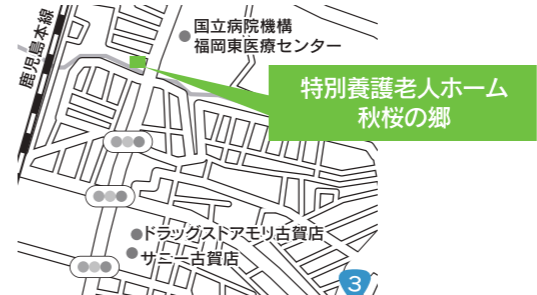 国立病院機構
福岡東医療センター
鹿児島本線
特別養護老人ホーム
秋桜の郷
ドラッグストアモリ古賀店
サニー古賀店
3